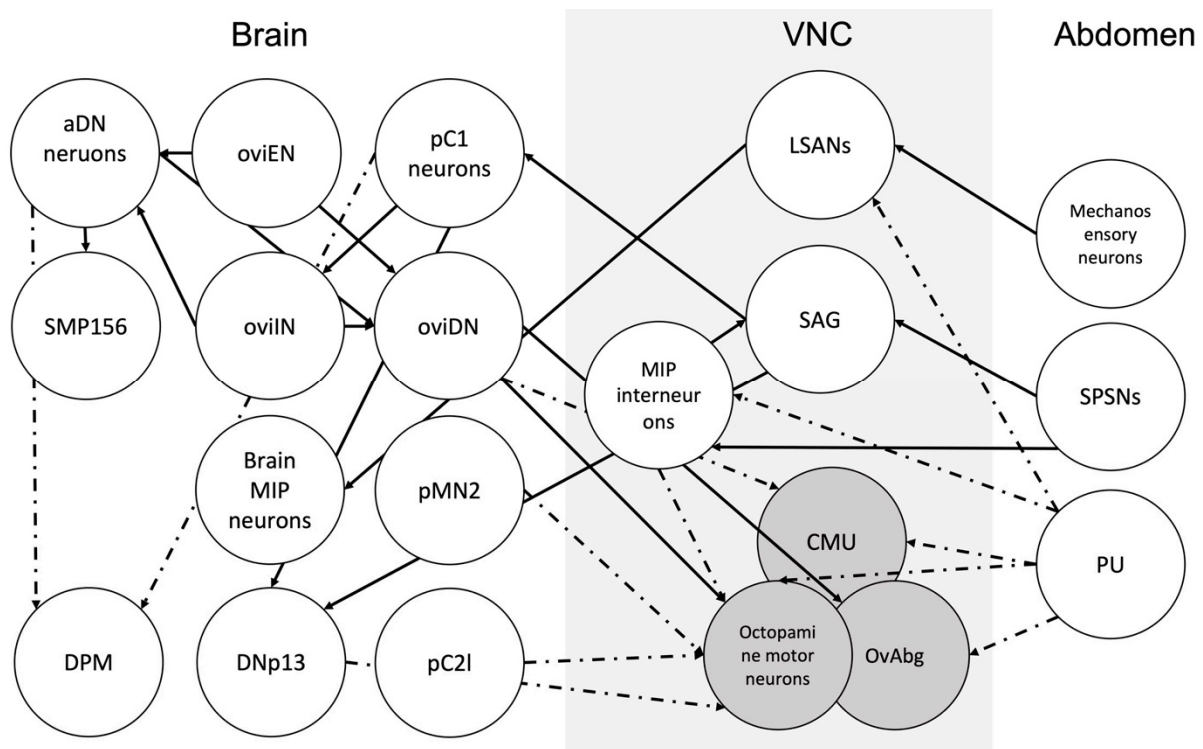 Brain
VNC
Abdomen
aDN
neruons
oviEN
pC1
neurons
LSANs
Mechanos
ensory
neurons
SMP156
oviIN
oviDN
SAG
MIP
interneur
ons
SPSNs
Brain
MIP
neurons
pMN2
CMU
PU
DPM
DNp13
pC2l
Octopami
ne motor
neurons
OvAbg